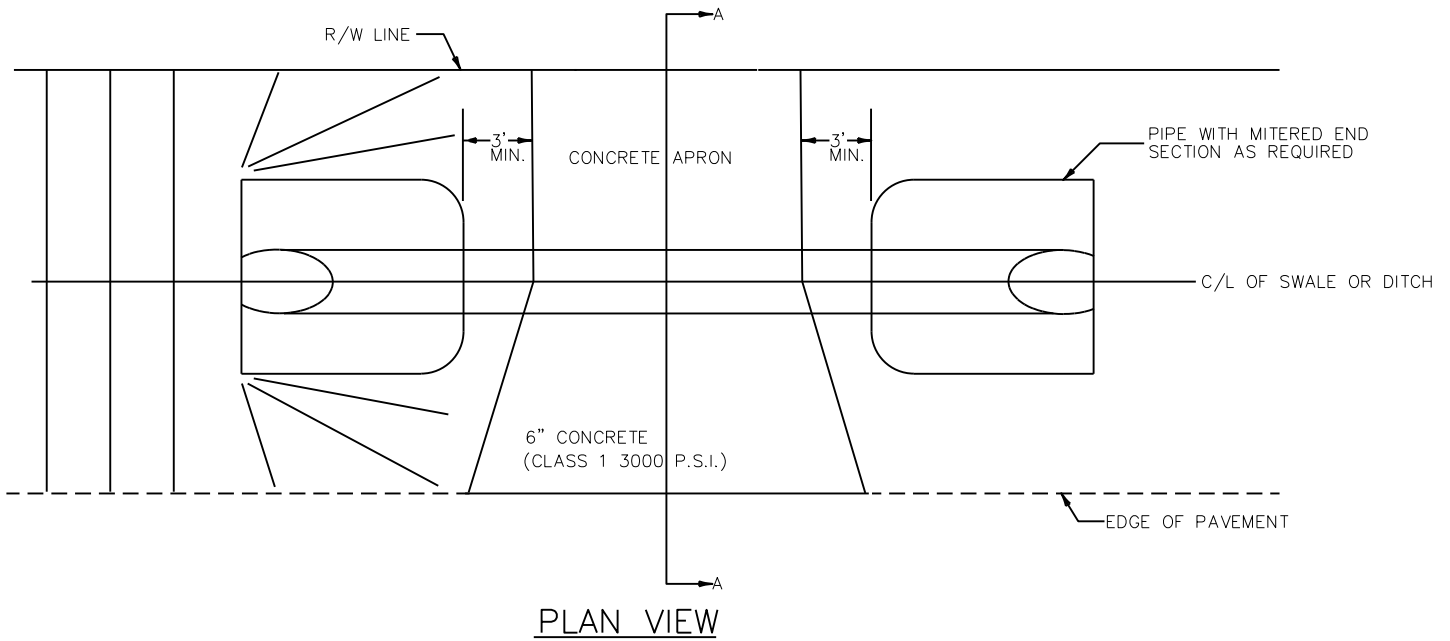 A
R/W LINE
3'
MIN.
3'
MIN.
CONCRETE APRON
PIPE WITH MITERED END
SECTION AS REQUIRED
C/L OF SWALE OR DITCH
6" CONCRETE
(CLASS 1 3000 P.S.I.)
EDGE OF PAVEMENT
A
PLAN VIEW